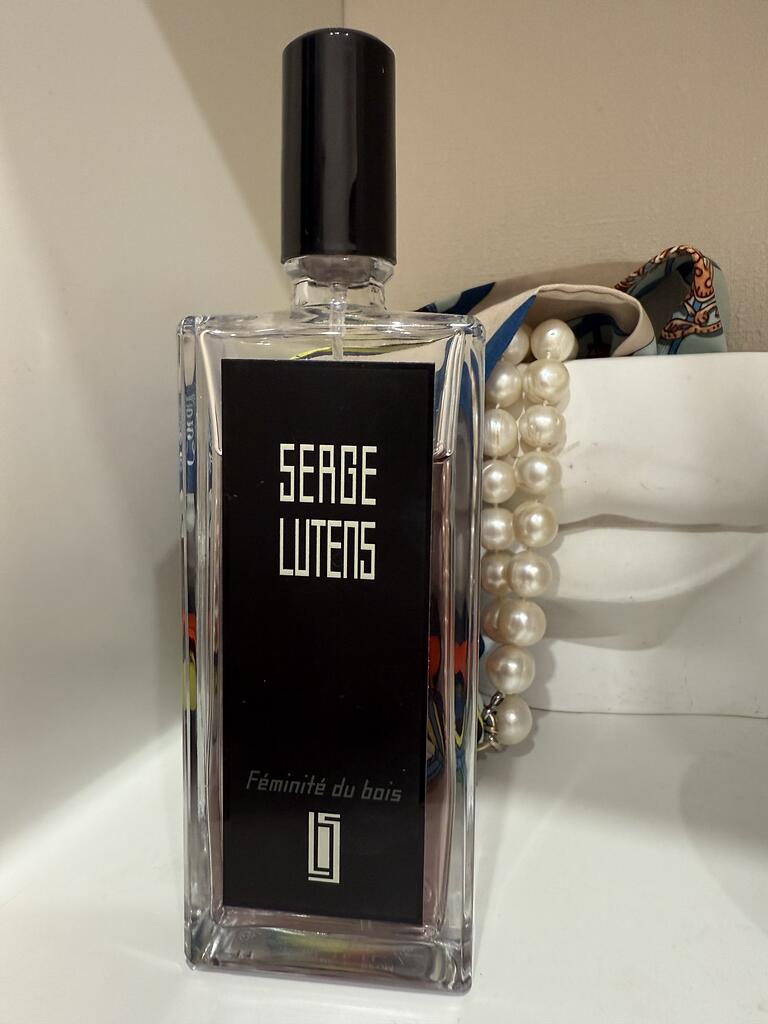 SERGE
LUTENS
Féminité du bois